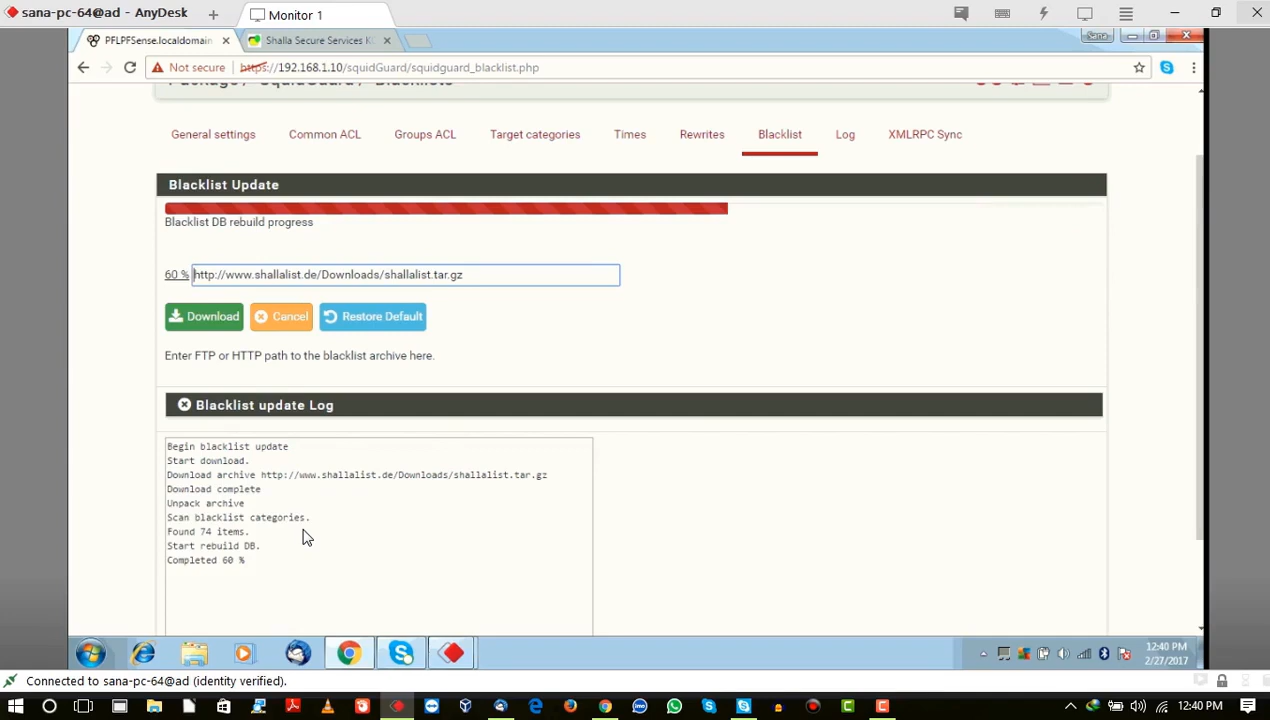 sana-pc-64@ad - AnyDesk
Monitor 1
PFLPFSense.localdomain
Shalla Secure Services KG
Sana
Not secure
https://192.168.1.10/squidGuard/squidguard_blacklist.php
Package / SquidGuard / Blacklists
General settings
Common ACL
Groups ACL
Target categories
Times
Rewrites
Blacklist
Log
XMLRPC Sync
Blacklist Update
Blacklist DB rebuild progress
60 %
http://www.shallalist.de/Downloads/shallalist.tar.gz
Download
Cancel
Restore Default
Enter FTP or HTTP path to the blacklist archive here.
Blacklist update Log
Begin blacklist update
Start download.
Download archive http://www.shallalist.de/Downloads/shallalist.tar.gz
Download complete
Unpack archive
Scan blacklist categories.
Found 74 items.
Start rebuild DB.
Completed 60 %
12:40 PM
2/27/2017
Connected to sana-pc-64@ad (identity verified).
12:40 PM